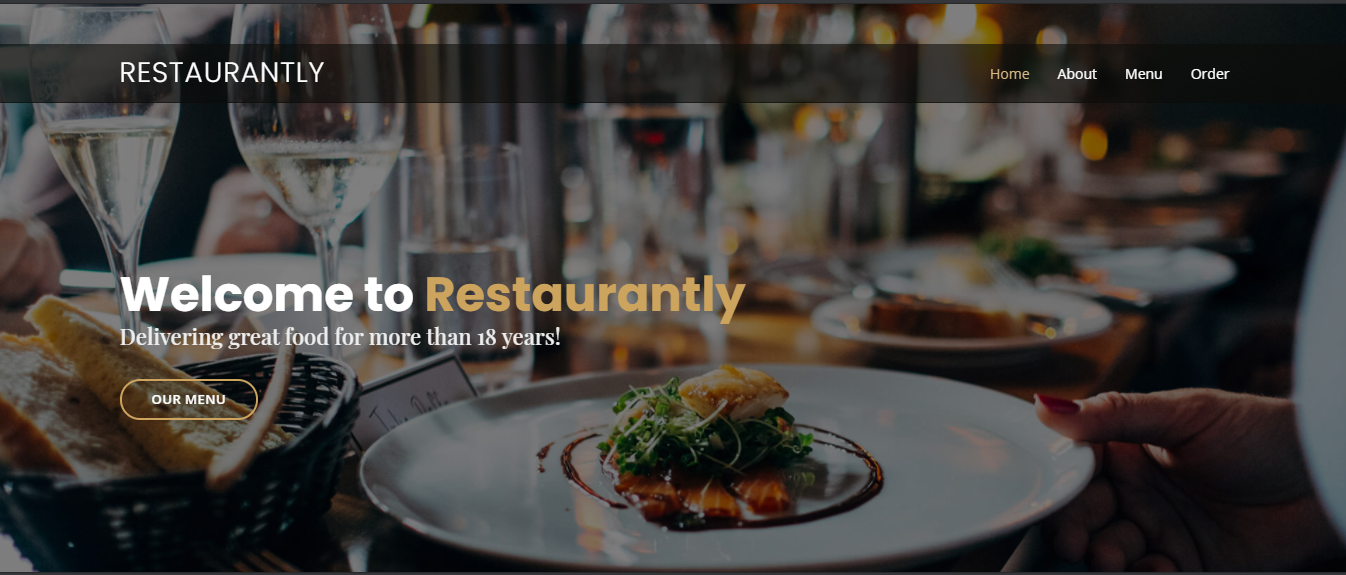 RESTAURANTLY
Home About Menu Order
Welcome to Restaurantly
Delivering great food for more than 18 years!
OUR MENU